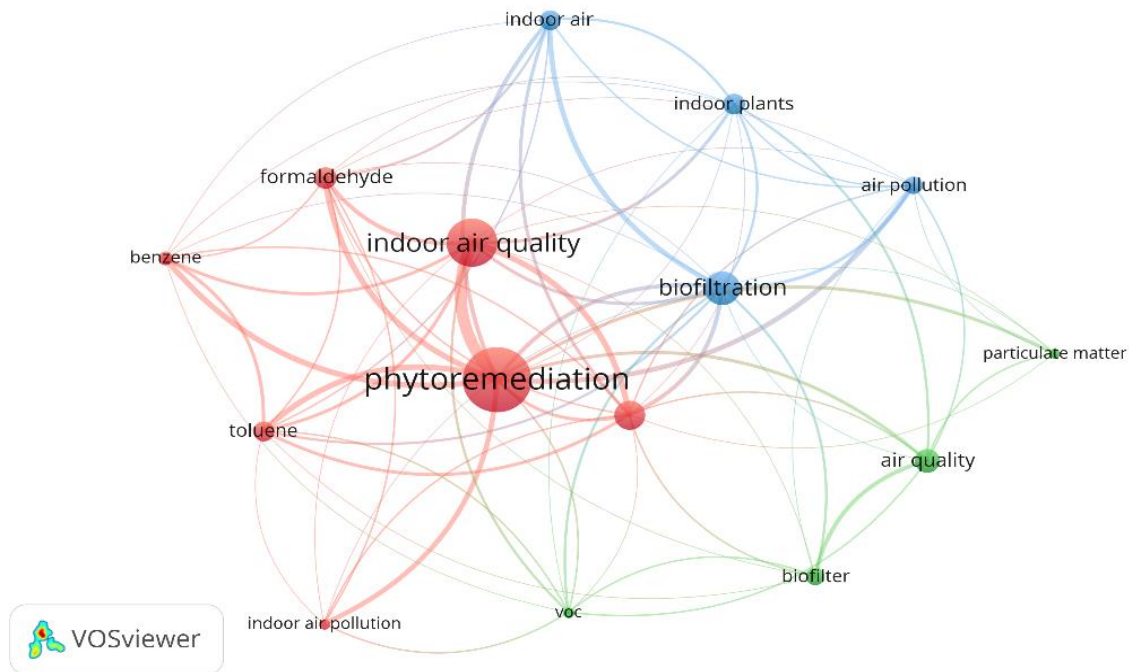 indoor air
indoor plants
formaldehyde
air pollution
indoor air quality
benzene
biofiltration
particulate matter
phytoremediation
toluene
air quality
biofilter
voc
indoor air pollution
VOSviewer